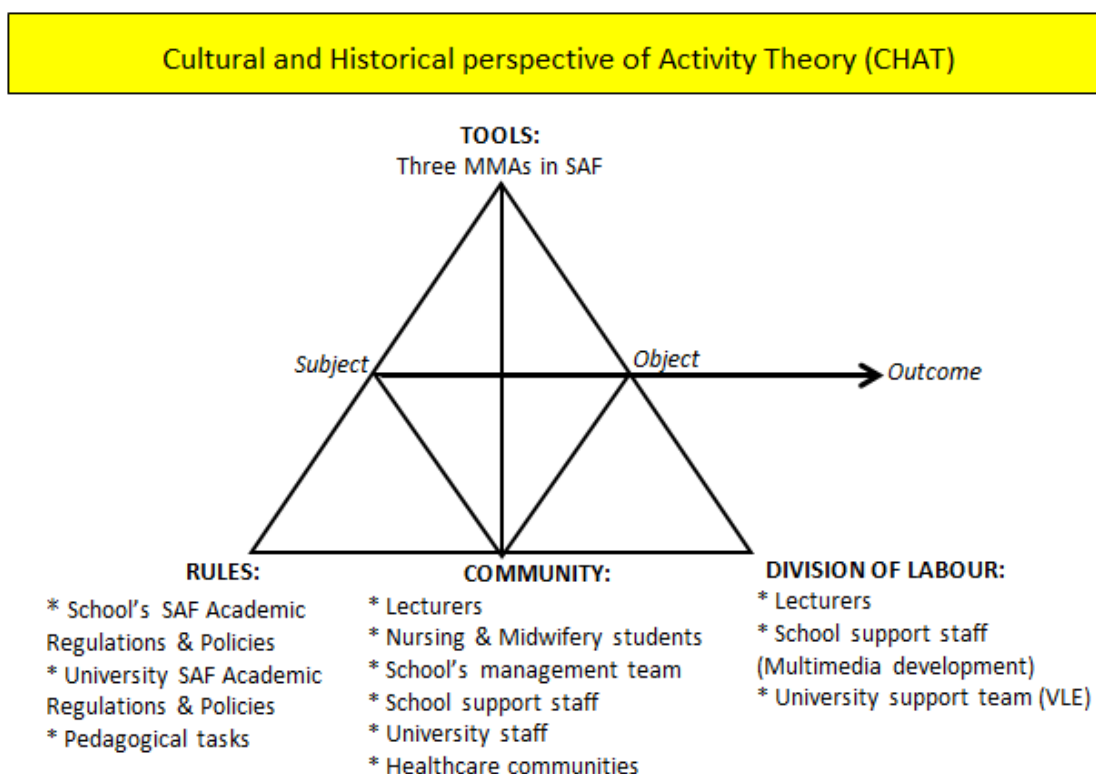 Cultural and Historical perspective of Activity Theory (CHAT)
TOOLS:
Three MMAs in SAF
Subject
Object
Outcome
RULES:
* School’s SAF Academic
Regulations & Policies
* University SAF Academic
Regulations & Policies
* Pedagogical tasks
COMMUNITY:
* Lecturers
* Nursing & Midwifery students
* School’s management team
* School support staff
* University staff
* Healthcare communities
DIVISION OF LABOUR:
* Lecturers
* School support staff
(Multimedia development)
* University support team (VLE)